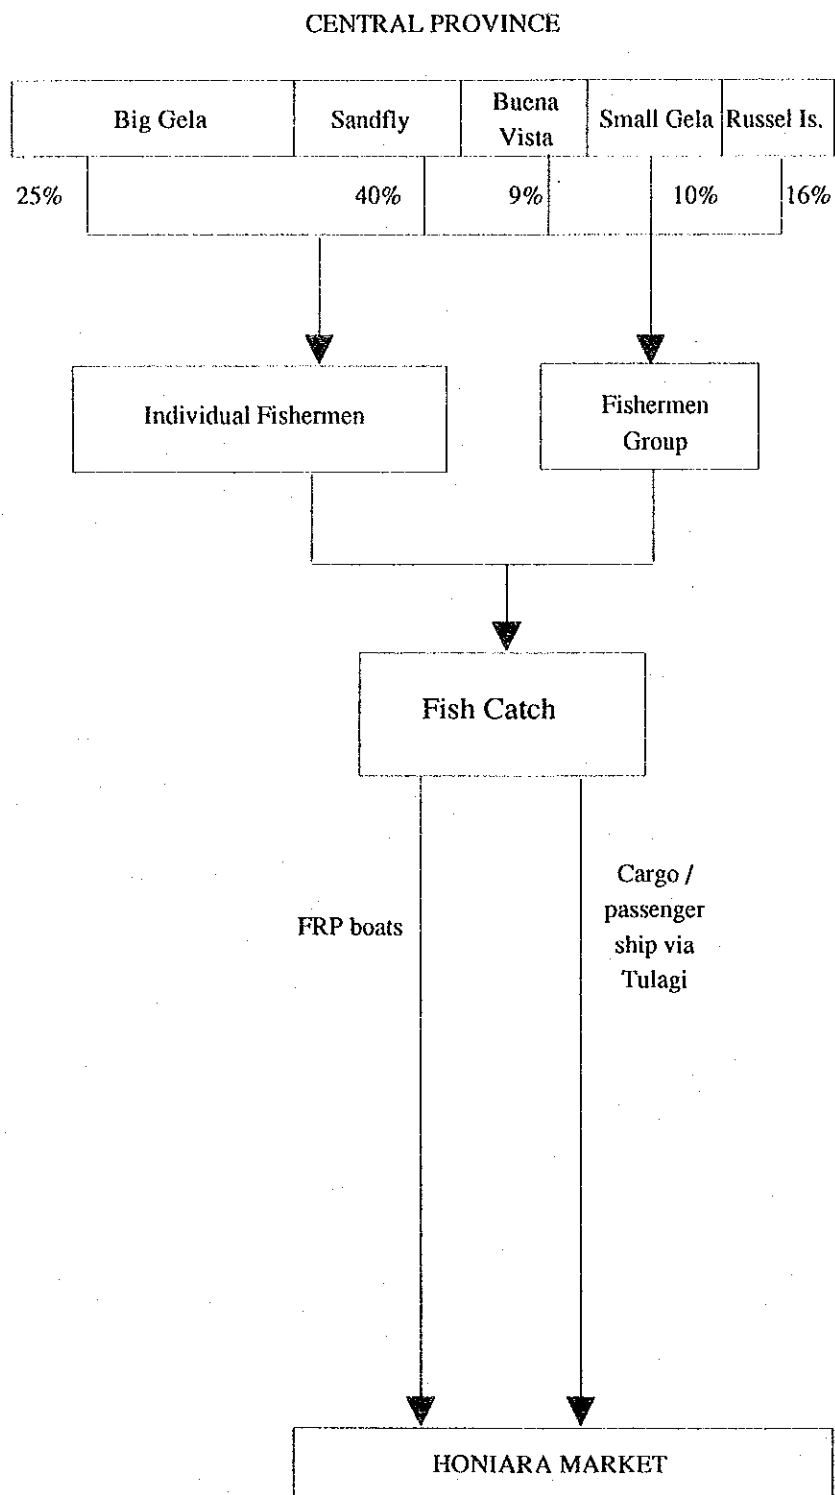 CENTRAL PROVINCE
Big Gela
Sandfly
Buena
Vista
Small Gela
Russel Is.
25%
40%
9%
10%
16%
Individual Fishermen
Fishermen
Group
Fish Catch
FRP boats
Cargo /
passenger
ship via
Tulagi
HONIARA MARKET